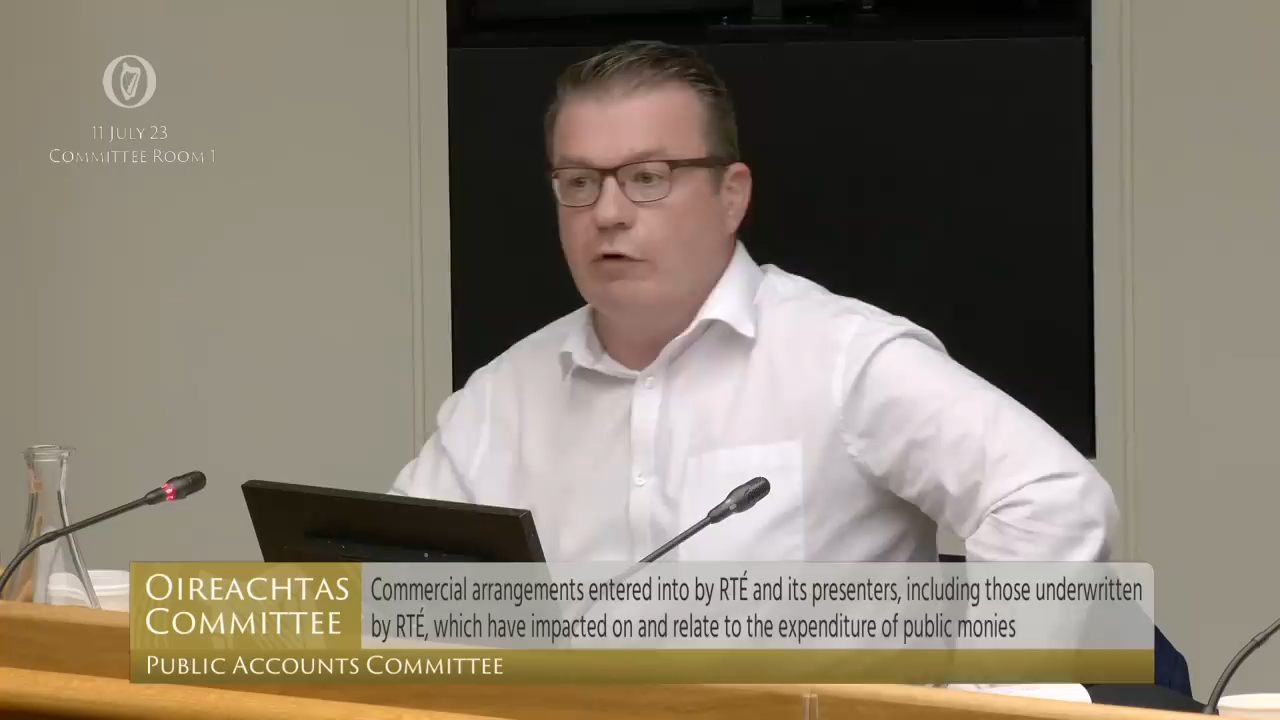 11 July 23
Committee Room 1
Oireachtas
Committee
Commercial arrangements entered into by RTÉ and its presenters, including those underwritten
by RTÉ, which have impacted on and relate to the expenditure of public monies
Public Accounts Committee